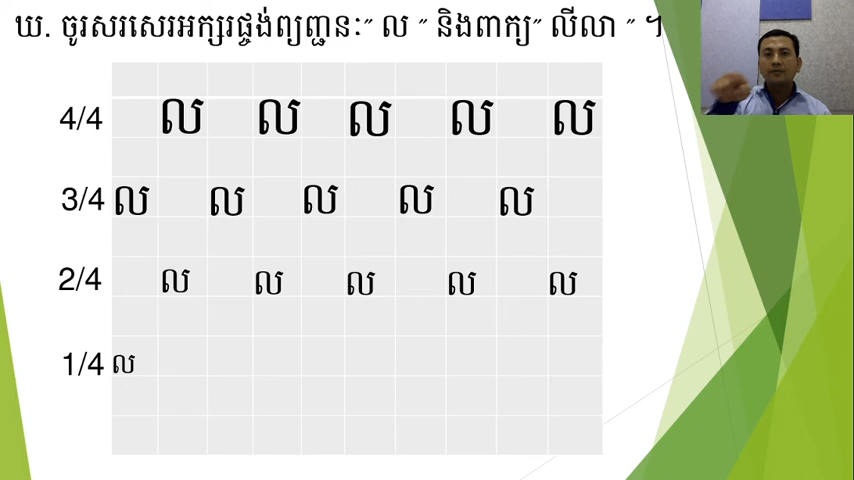 ឃ. ចូរសរសេរអក្សរផ្ចង់ព្យញ្ជនៈ" ល " និងពាក្យ" លីលា " ។
4/4 ល ល ល ល ល
3/4 ល ល ល ល ល
2/4 ល ល ល ល ល
1/4 ល